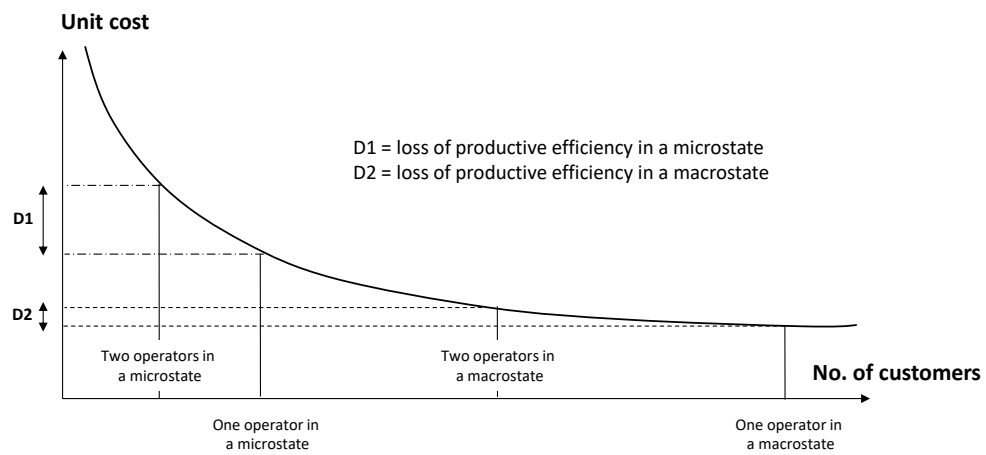 Unit cost
D1 = loss of productive efficiency in a microstate
D2 = loss of productive efficiency in a macrostate
D1
D2
Two operators in
a microstate
Two operators in
a macrostate
No. of customers
One operator in
a microstate
One operator in
a macrostate